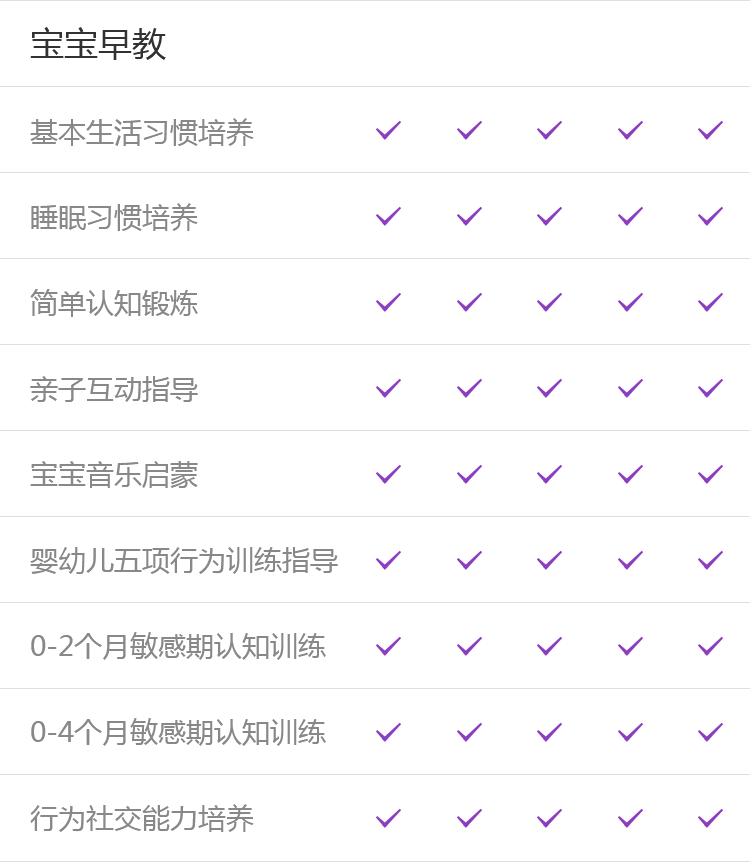 宝宝早教
基本生活习惯培养
睡眠习惯培养
简单认知锻炼
亲子互动指导
宝宝音乐启蒙
婴幼儿五项行为训练指导
0-2个月敏感期认知训练
0-4个月敏感期认知训练
行为社交能力培养